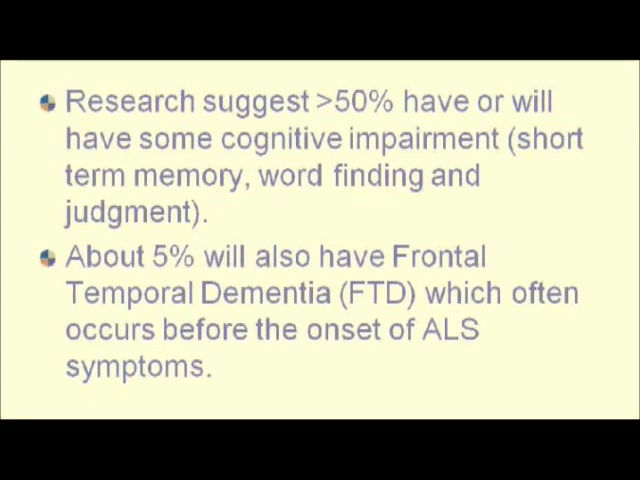 Research suggest >50% have or will
have some cognitive impairment (short
term memory, word finding and
judgment).
About 5% will also have Frontal
Temporal Dementia (FTD) which often
occurs before the onset of ALS
symptoms.